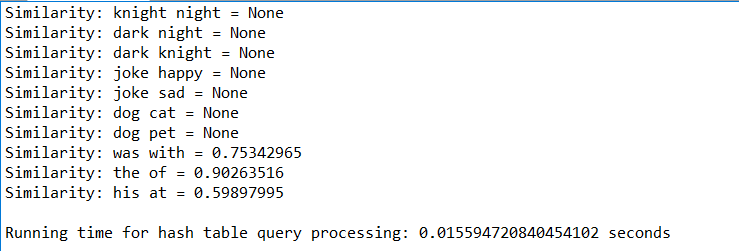 Similarity: knight night = None
Similarity: dark night = None
Similarity: dark knight = None
Similarity: joke happy = None
Similarity: joke sad = None
Similarity: dog cat = None
Similarity: dog pet = None
Similarity: was with = 0.75342965
Similarity: the of = 0.90263516
Similarity: his at = 0.59897995
Running time for hash table query processing: 0.015594720840454102 seconds